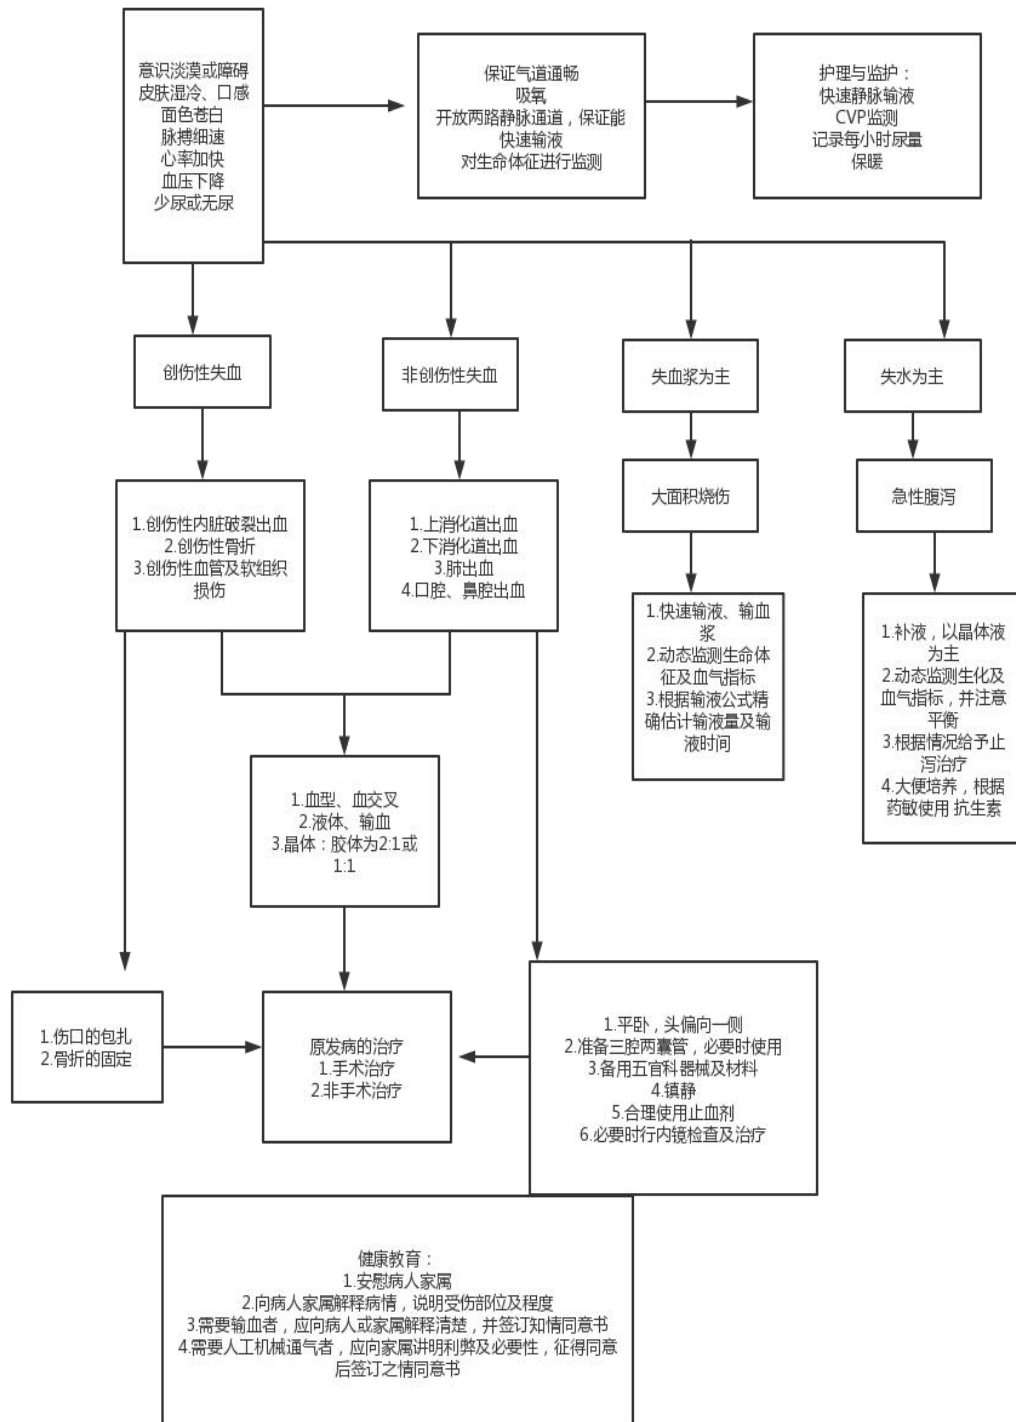 意识淡漠或障碍
皮肤湿冷、口感
面色苍白
脉搏细速
心率加快
血压下降
少尿或无尿
保证气道通畅
吸氧
开放两路静脉通道，保证能
快速输液
对生命体征进行监测
护理与监护：
快速静脉输液
CVP监测
记录每小时尿量
保暖
创伤性失血
非创伤性失血
失血浆为主
失水为主
1.创伤性内脏破裂出血
2.创伤性骨折
3.创伤性血管及软组织
损伤
1.上消化道出血
2.下消化道出血
3.肺出血
4.口腔、鼻腔出血
大面积烧伤
急性腹泻
1.快速输液、输血
浆
2.动态监测生命体
征及血气指标
3.根据输液公式精
确估计输液量及输
液时间
1.补液，以晶体液
为主
2.动态监测生化及
血气指标，并注意
平衡
3.根据情况给予止
泻治疗
4.大便培养，根据
药敏使用 抗生素
1.血型、血交叉
2.液体、输血
3.晶体：胶体为2:1或
1:1
1.伤口的包扎
2.骨折的固定
原发病的治疗
1.手术治疗
2.非手术治疗
1.平卧，头偏向一侧
2.准备三腔两囊管，必要时使用
3.备用五官科器械及材料
4.镇静
5.合理使用止血剂
6.必要时行内镜检查及治疗
健康教育：
1.安慰病人家属
2.向病人家属解释病情，说明受伤部位及程度
3.需要输血者，应向病人或家属解释清楚，并签订知情同意书
4.需要人工机械通气者，应向家属讲明利弊及必要性，征得同意
后签订之情同意书